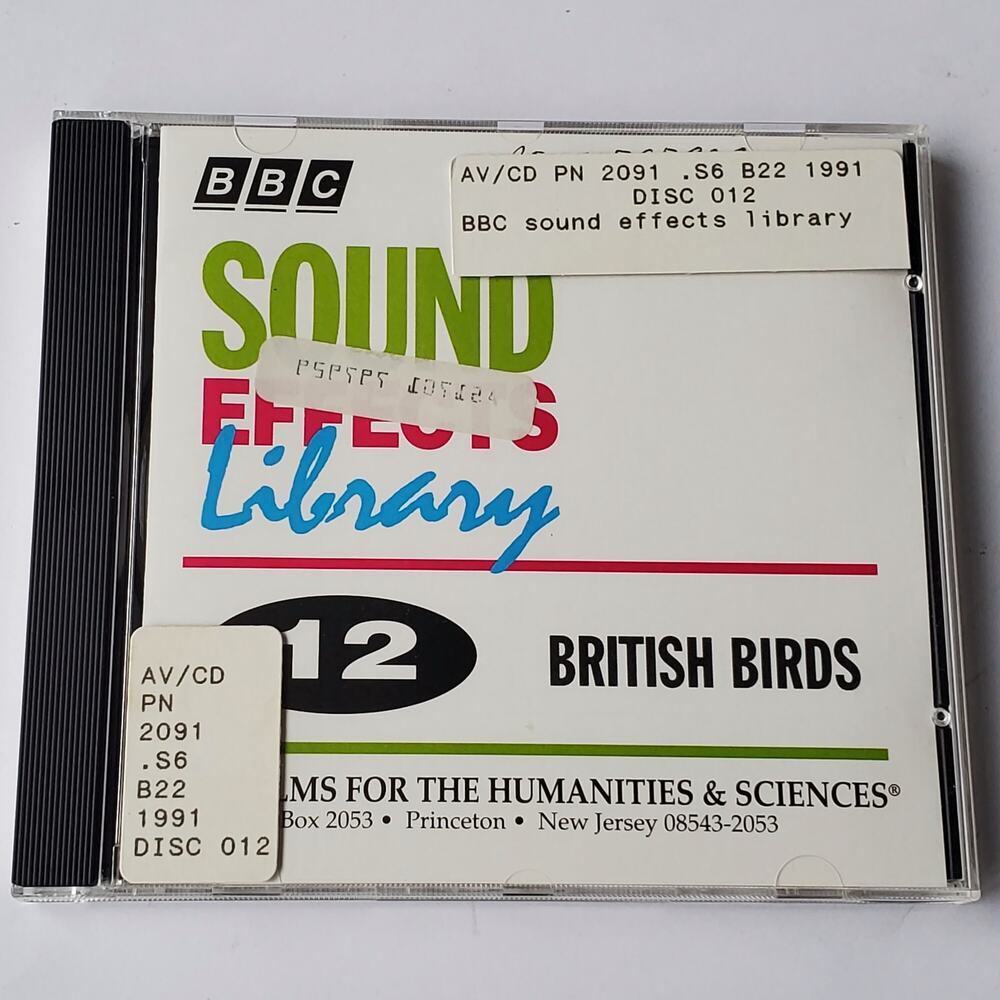 BBC
AV/CD PN 2091 .S6 B22 1991
DISC 012
BBC sound effects library
SOUND
EFFECTS
Library
12
BRITISH BIRDS
AV/CD
PN
2091
.S6
B22
1991
DISC 012
FOR THE HUMANITIES & SCIENCES®
Box 2053 • Princeton • New Jersey 08543-2053